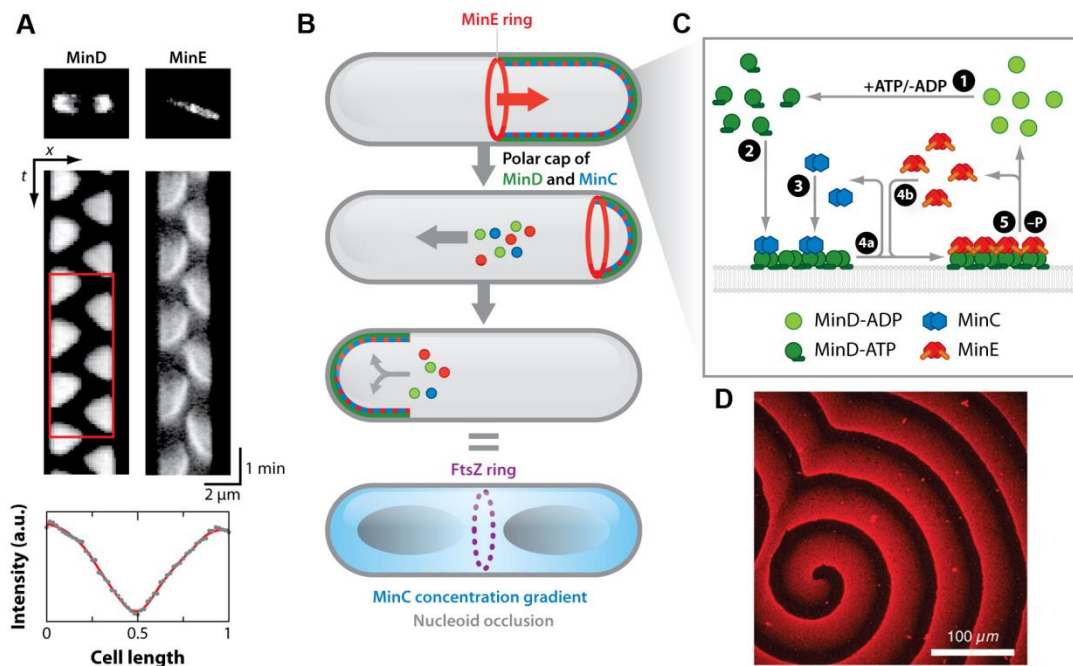 A
MinD
MinE
x
t
1 min
2 μm
Intensity (a.u.)
0
0.5
1
Cell length
B
MinE ring
Polar cap of
MinD and MinC
FtsZ ring
MinC concentration gradient
Nucleoid occlusion
C
+ATP/-ADP
1
2
3
4a
4b
5
–P
MinD-ADP
MinC
MinD-ATP
MinE
D
100 μm